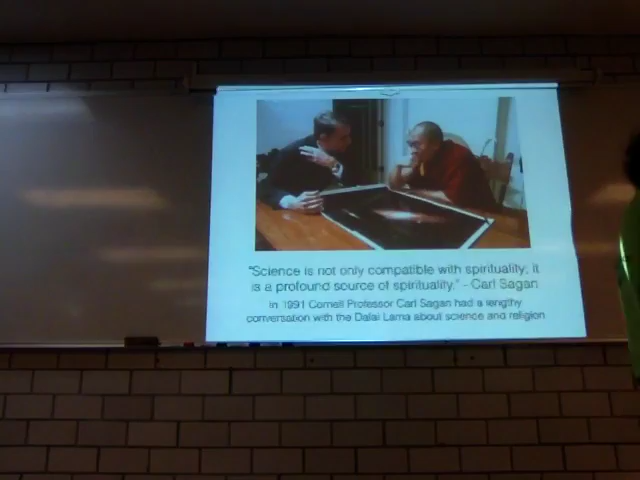 "Science is not only compatible with spirituality; it
is a profound source of spirituality." - Carl Sagan
In 1991 Cornell Professor Carl Sagan had a lengthy
conversation with the Dalai Lama about science and religion